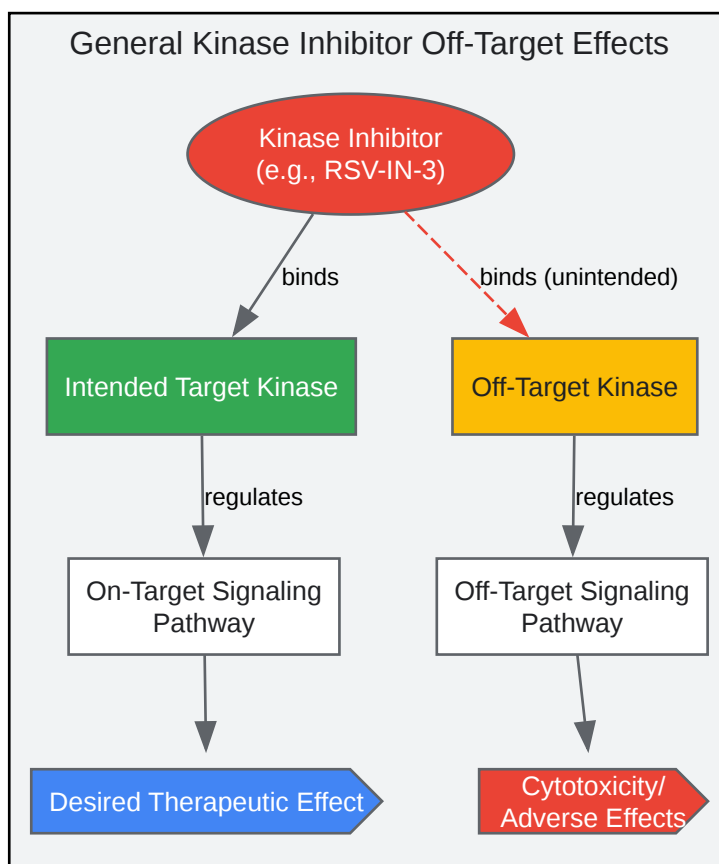 General Kinase Inhibitor Off-Target Effects
Kinase Inhibitor
(e.g., RSV-IN-3)
binds
binds (unintended)
Intended Target Kinase
Off-Target Kinase
regulates
regulates
On-Target Signaling
Pathway
Off-Target Signaling
Pathway
Desired Therapeutic Effect
Cytotoxicity/
Adverse Effects